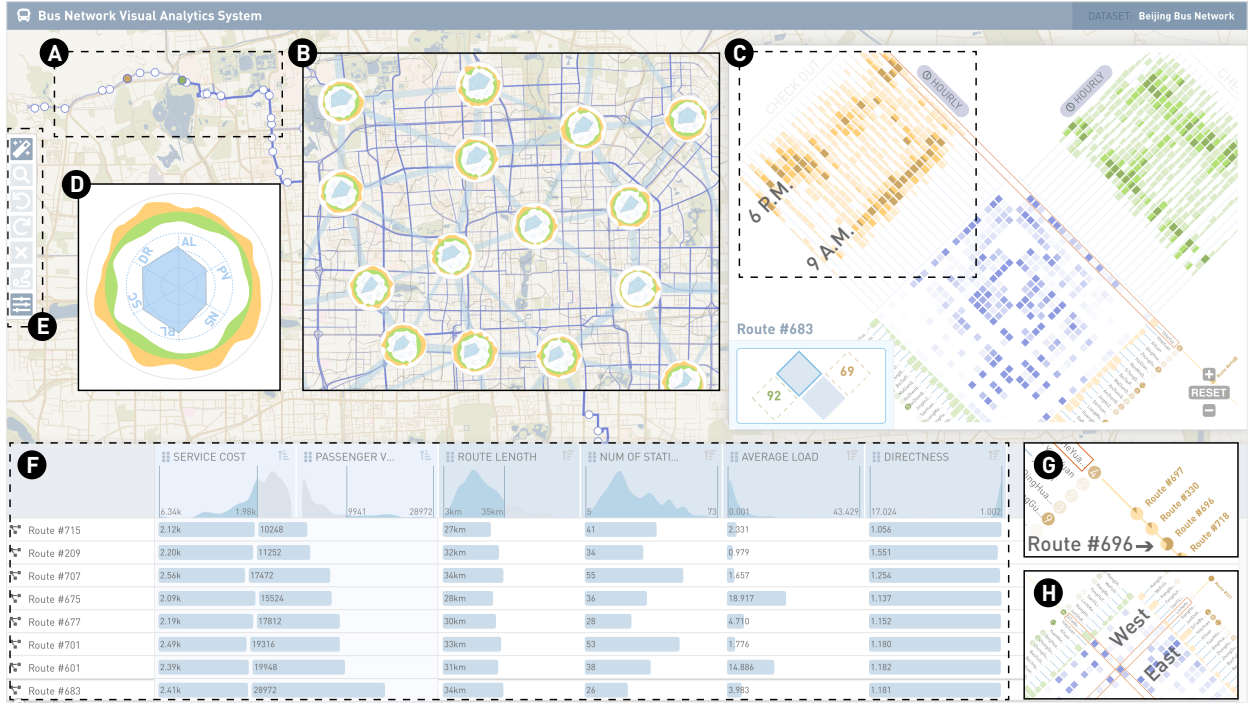 Bus Network Visual Analytics System
DATASET: Beijing Bus Network
A
B
C
CHECK OUT
HOURLY
HOURLY
6 P.M.
9 A.M.
D
AL
PV
NS
RL
SC
DR
E
Route #683
92
69
RESET
F
SERVICE COST
PASSENGER V...
ROUTE LENGTH
NUM OF STATI...
AVERAGE LOAD
DIRECTNESS
6.34k 1.98k 9941 28972 3km 35km 5 73 0.001 43.429 17.024 1.002
Route #715 2.12k 10248 27km 41 2.331 1.056
Route #209 2.20k 11252 32km 34 0.979 1.551
Route #707 2.56k 17472 34km 55 1.657 1.254
Route #675 2.09k 15524 28km 36 18.917 1.137
Route #677 2.19k 17812 30km 28 4.710 1.152
Route #701 2.49k 19316 33km 53 1.776 1.180
Route #601 2.39k 19948 31km 38 14.886 1.182
Route #683 2.41k 28972 34km 26 3.983 1.181
G
Route #697
Route #330
Route #696
Route #718
Route #696
H
West
East